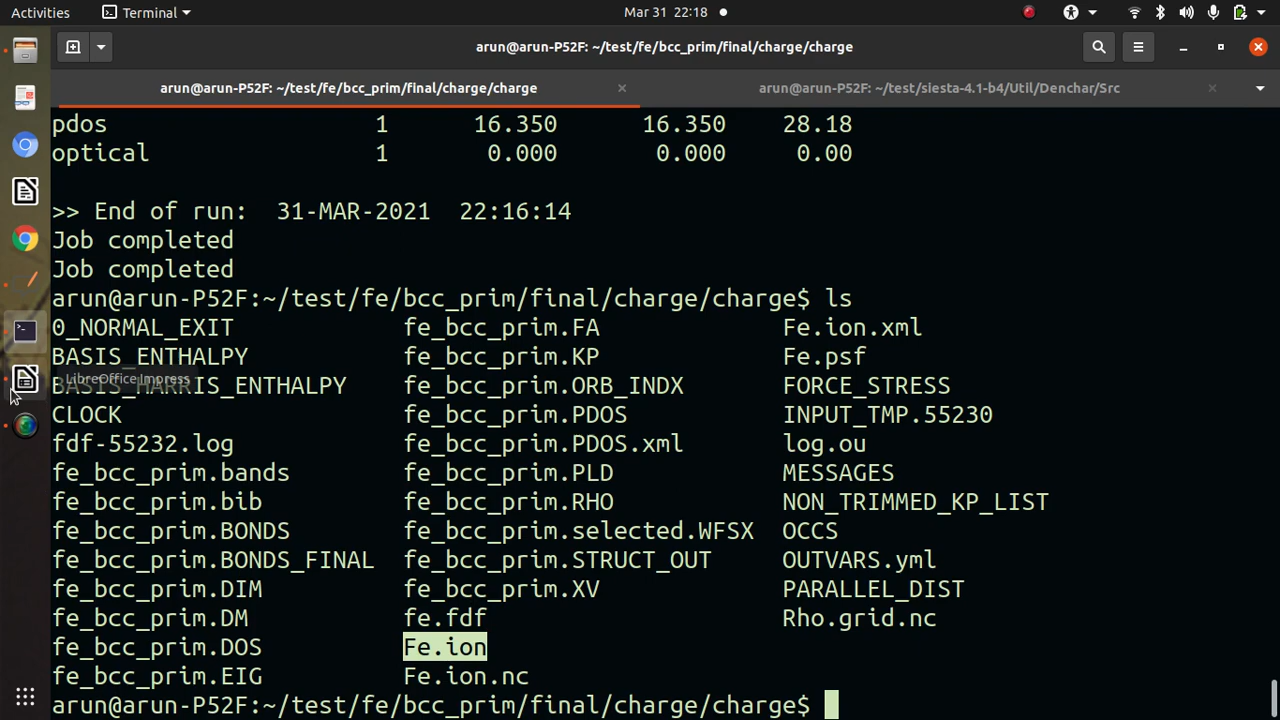 Activities Terminal Mar 31 22:18
arun@arun-P52F: ~/test/fe/bcc_prim/final/charge/charge
arun@arun-P52F: ~/test/fe/bcc_prim/final/charge/charge arun@arun-P52F: ~/test/siesta-4.1-b4/Util/Denchar/Src
pdos 1 16.350 16.350 28.18
optical 1 0.000 0.000 0.00
>> End of run: 31-MAR-2021 22:16:14
Job completed
Job completed
arun@arun-P52F:~/test/fe/bcc_prim/final/charge/charge$ ls
0_NORMAL_EXIT fe_bcc_prim.FA Fe.ion.xml
BASIS_ENTHALPY fe_bcc_prim.KP Fe.psf
LibreOffice Impress
BASIS_HARRIS_ENTHALPY fe_bcc_prim.ORB_INDX FORCE_STRESS
CLOCK fe_bcc_prim.PDOS INPUT_TMP.55230
fdf-55232.log fe_bcc_prim.PDOS.xml log.ou
fe_bcc_prim.bands fe_bcc_prim.PLD MESSAGES
fe_bcc_prim.bib fe_bcc_prim.RHO NON_TRIMMED_KP_LIST
fe_bcc_prim.BONDS fe_bcc_prim.selected.WFSX OCCS
fe_bcc_prim.BONDS_FINAL fe_bcc_prim.STRUCT_OUT OUTVARS.yml
fe_bcc_prim.DIM fe_bcc_prim.XV PARALLEL_DIST
fe_bcc_prim.DM fe.fdf Rho.grid.nc
fe_bcc_prim.DOS Fe.ion
fe_bcc_prim.EIG Fe.ion.nc
arun@arun-P52F:~/test/fe/bcc_prim/final/charge/charge$